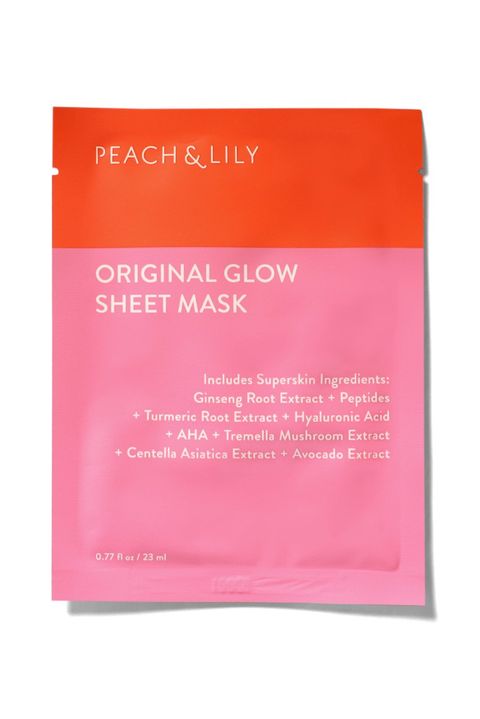 PEACH & LILY
ORIGINAL GLOW
SHEET MASK
Includes Superskin Ingredients:
Ginseng Root Extract + Peptides
+ Turmeric Root Extract + Hyaluronic Acid
+ AHA + Tremella Mushroom Extract
+ Centella Asiatica Extract + Avocado Extract
0.77 fl oz / 23 ml